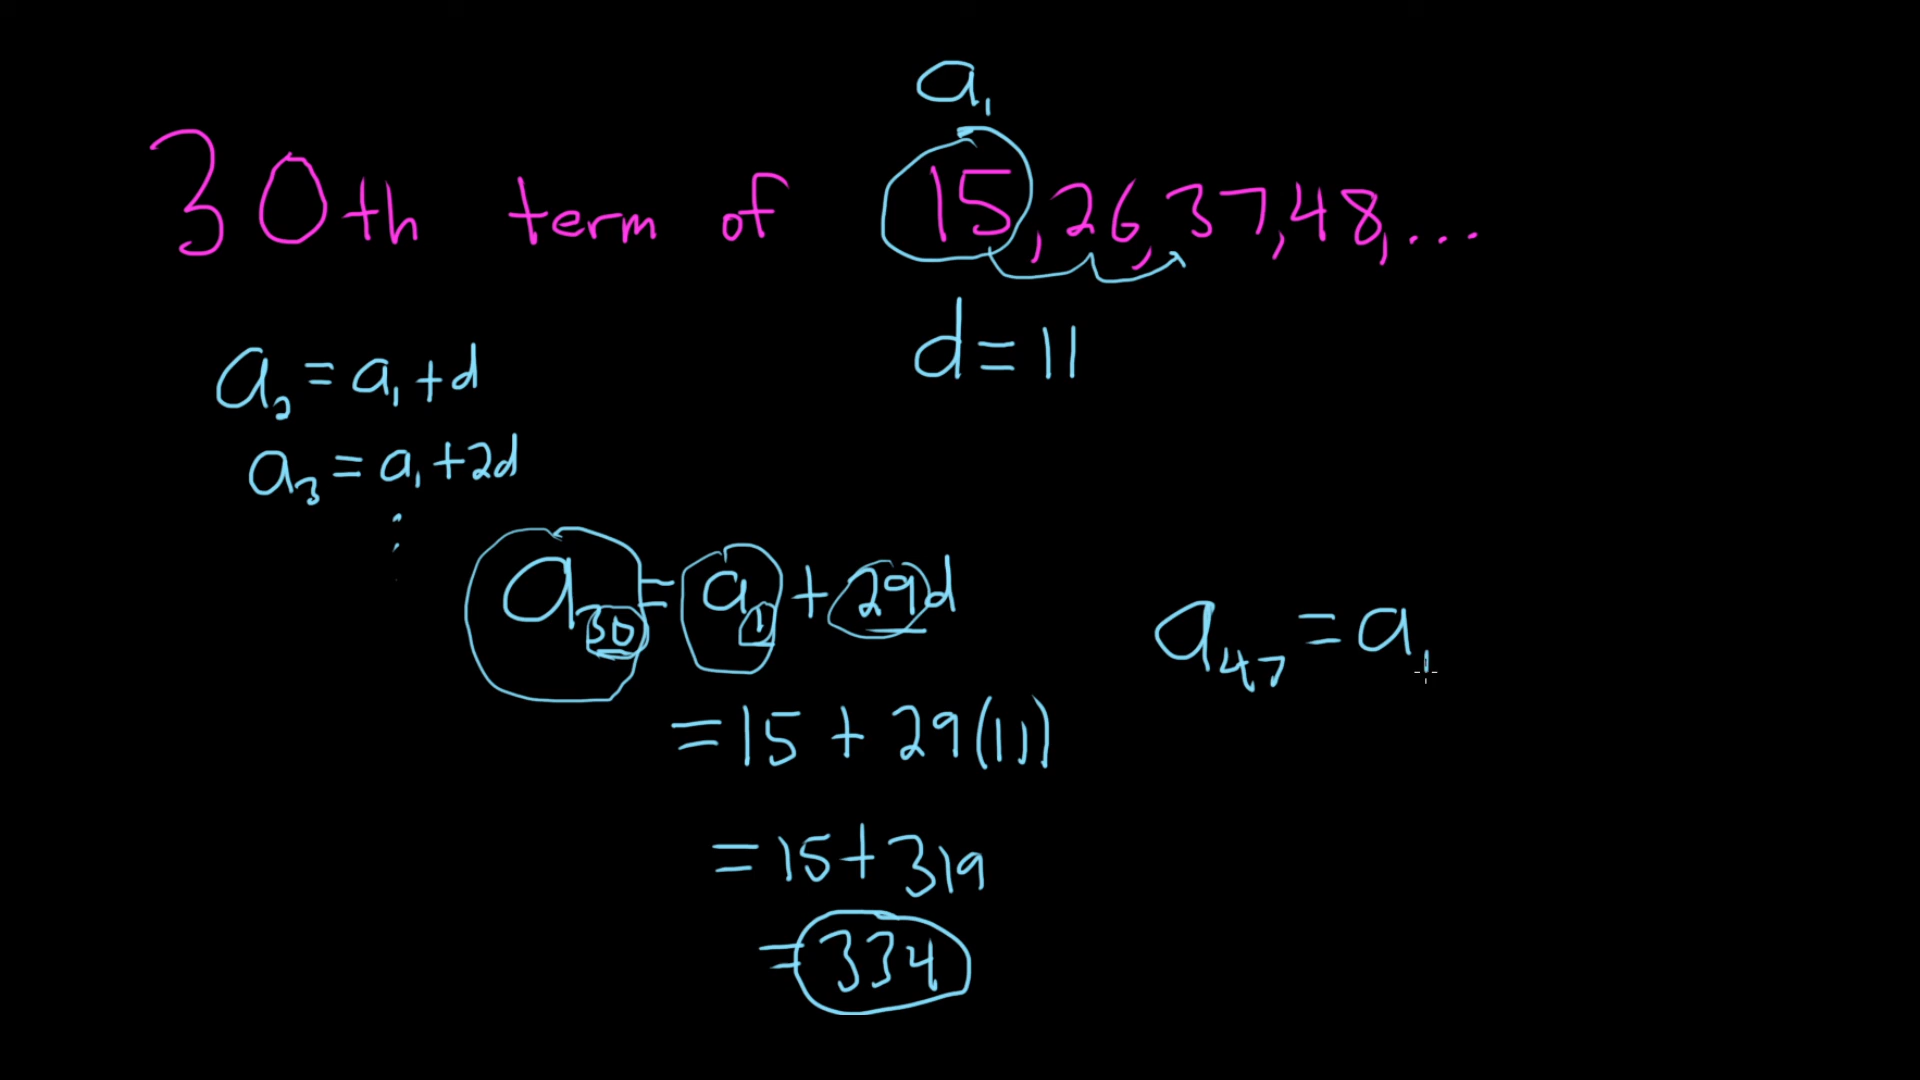 a₁
30th term of 15, 26, 37, 48, ...
d = 11
a₂ = a₁ + d
a₃ = a₁ + 2d
⋮
a₃₀ = a₁ + 29d
a₄₇ = a₁
= 15 + 29(11)
= 15 + 319
= 334